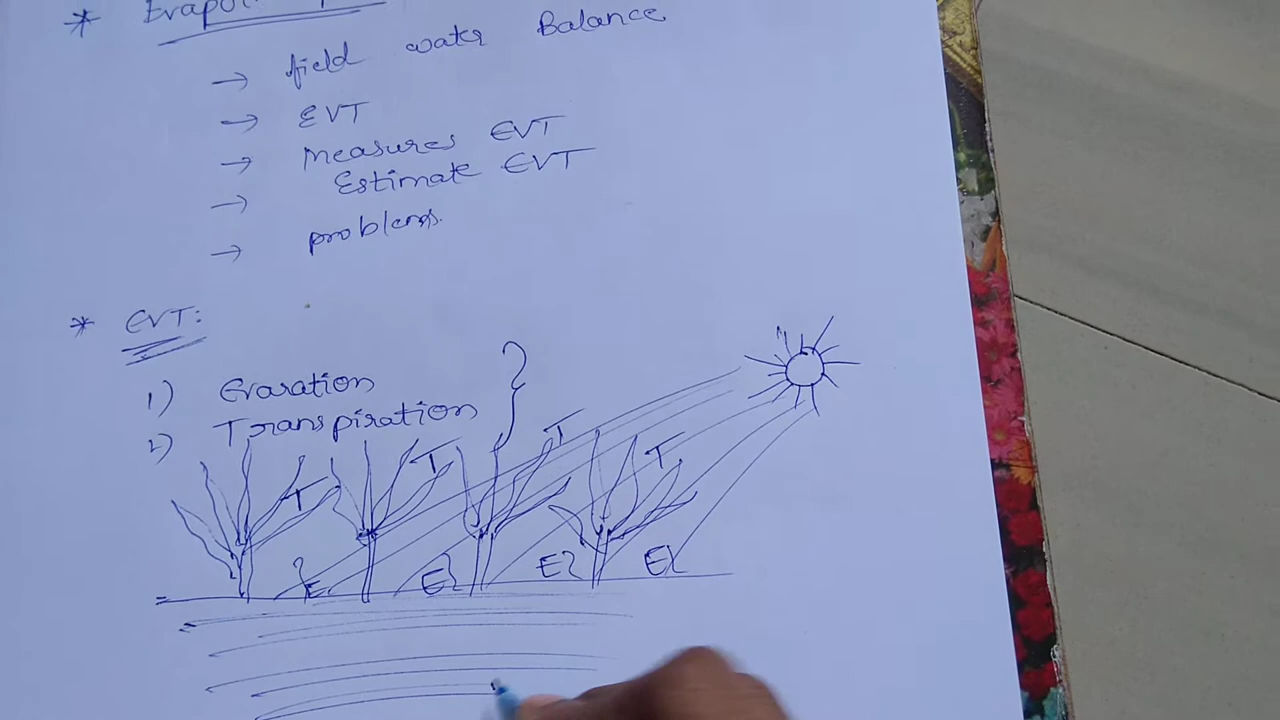 *
→ field water Balance
→ EVT
→ Measures EVT
→ Estimate EVT
→ problems.
* EVT:
1) Evaration
2) Transpiration
T T T T
E E E E